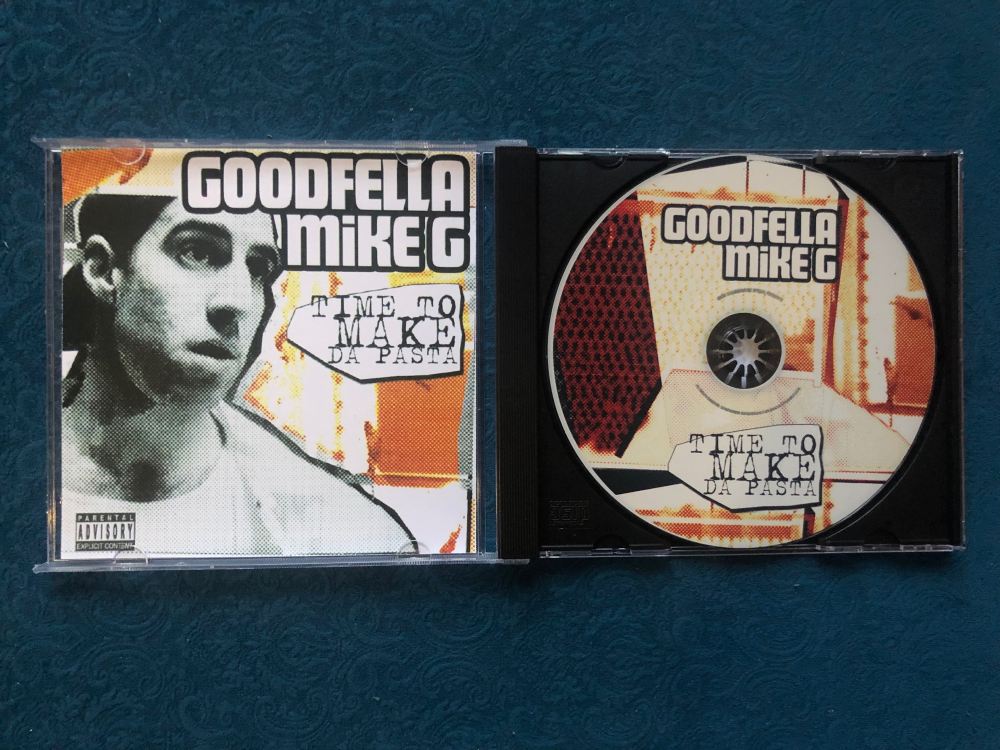 GOODFELLA
MiKE G
TIME TO
MAKE
DA PASTA
PARENTAL
ADVISORY
EXPLICIT CONTENT
GOODFELLA
MiKE G
TIME TO
MAKE
DA PASTA